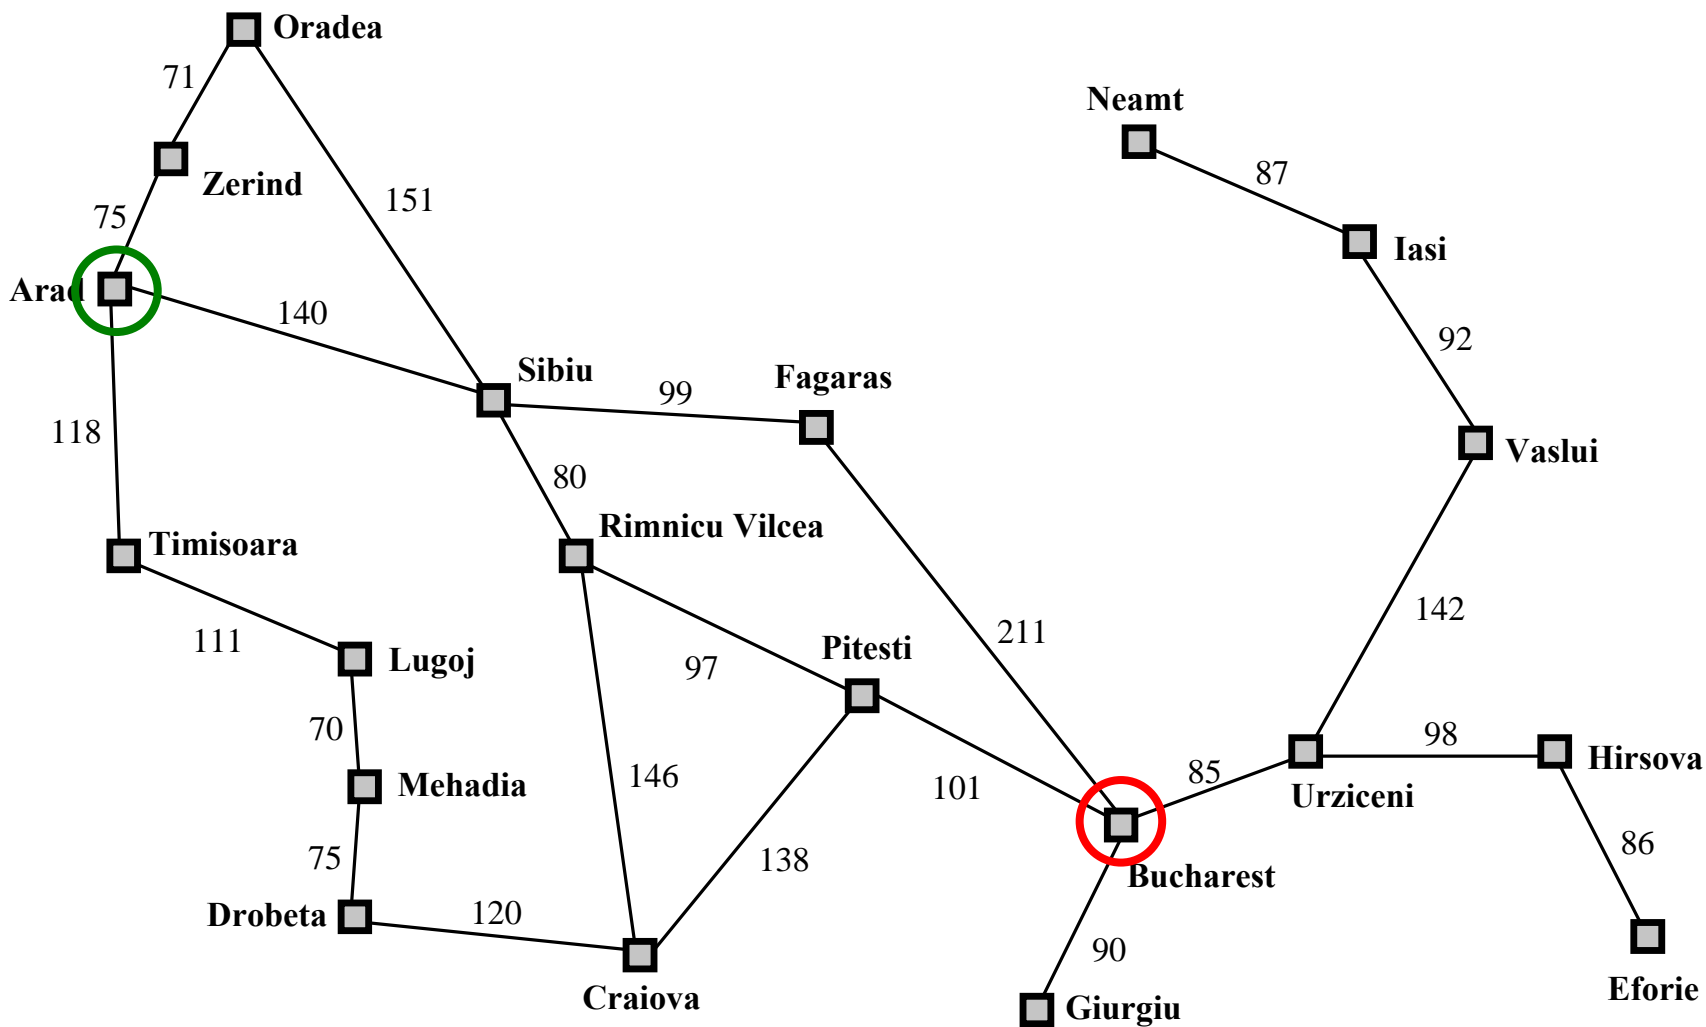 Oradea
71
Neamt
87
Zerind
151
75
Iasi
Arad
140
92
Sibiu
Fagaras
99
118
Vaslui
80
Rimnicu Vilcea
Timisoara
142
211
111
Pitesti
Lugoj
97
70
98
Hirsova
146
85
Mehadia
101
Urziceni
86
75
138
Bucharest
Drobeta
120
90
Eforie
Craiova
Giurgiu